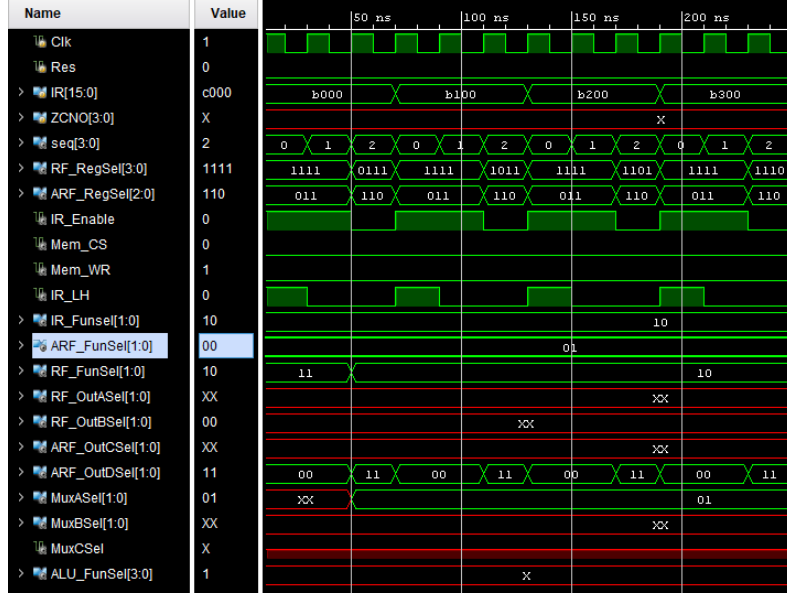 Name Value 50 ns 100 ns 150 ns 200 ns
Clk 1
Res 0
IR[15:0] c000 b000 b100 b200 b300
ZCNO[3:0] X X
seq[3:0] 2 0 1 2 0 1 2 0 1 2 0 1 2
RF_RegSel[3:0] 1111 1111 0111 1111 1011 1111 1101 1111 1110
ARF_RegSel[2:0] 110 011 110 011 110 011 110 011 110
IR_Enable 0
Mem_CS 0
Mem_WR 1
IR_LH 0
IR_Funsel[1:0] 10 10
ARF_FunSel[1:0] 00 01
RF_FunSel[1:0] 10 11 10
RF_OutASel[1:0] XX XX
RF_OutBSel[1:0] 00 XX
ARF_OutCSel[1:0] XX XX
ARF_OutDSel[1:0] 11 00 11 00 11 00 11 00 11
MuxASel[1:0] 01 XX 01
MuxBSel[1:0] XX XX
MuxCSel X
ALU_FunSel[3:0] 1 X